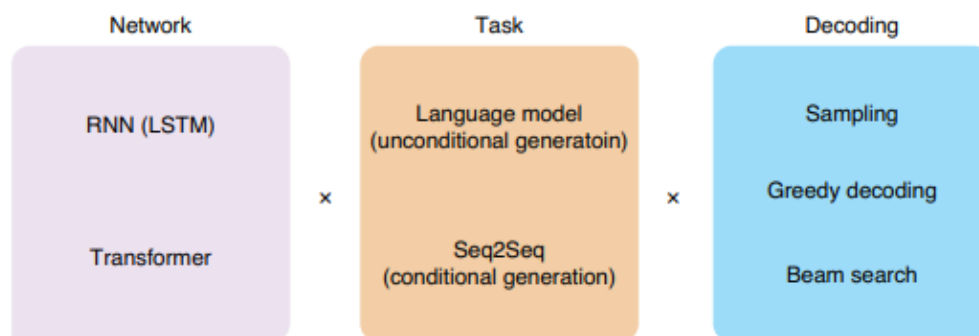 Network
Task
Decoding
RNN (LSTM)
Language model
(unconditional generatoin)
Sampling
Greedy decoding
×
×
Transformer
Seq2Seq
(conditional generation)
Beam search